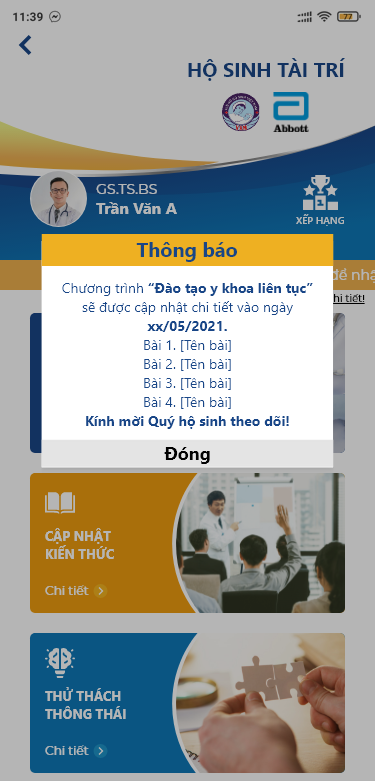 11:39
77
HỘ SINH TÀI TRÍ
Abbott
GS.TS.BS
Trần Văn A
XẾP HẠNG
Thông báo
để nhậ
chi tiết!
Chương trình “Đào tạo y khoa liên tục”
sẽ được cập nhật chi tiết vào ngày
xx/05/2021.
Bài 1. [Tên bài]
Bài 2. [Tên bài]
Bài 3. [Tên bài]
Bài 4. [Tên bài]
Kính mời Quý hộ sinh theo dõi!
Đóng
CẬP NHẬT
KIẾN THỨC
Chi tiết
THỬ THÁCH
THÔNG THÁI
Chi tiết